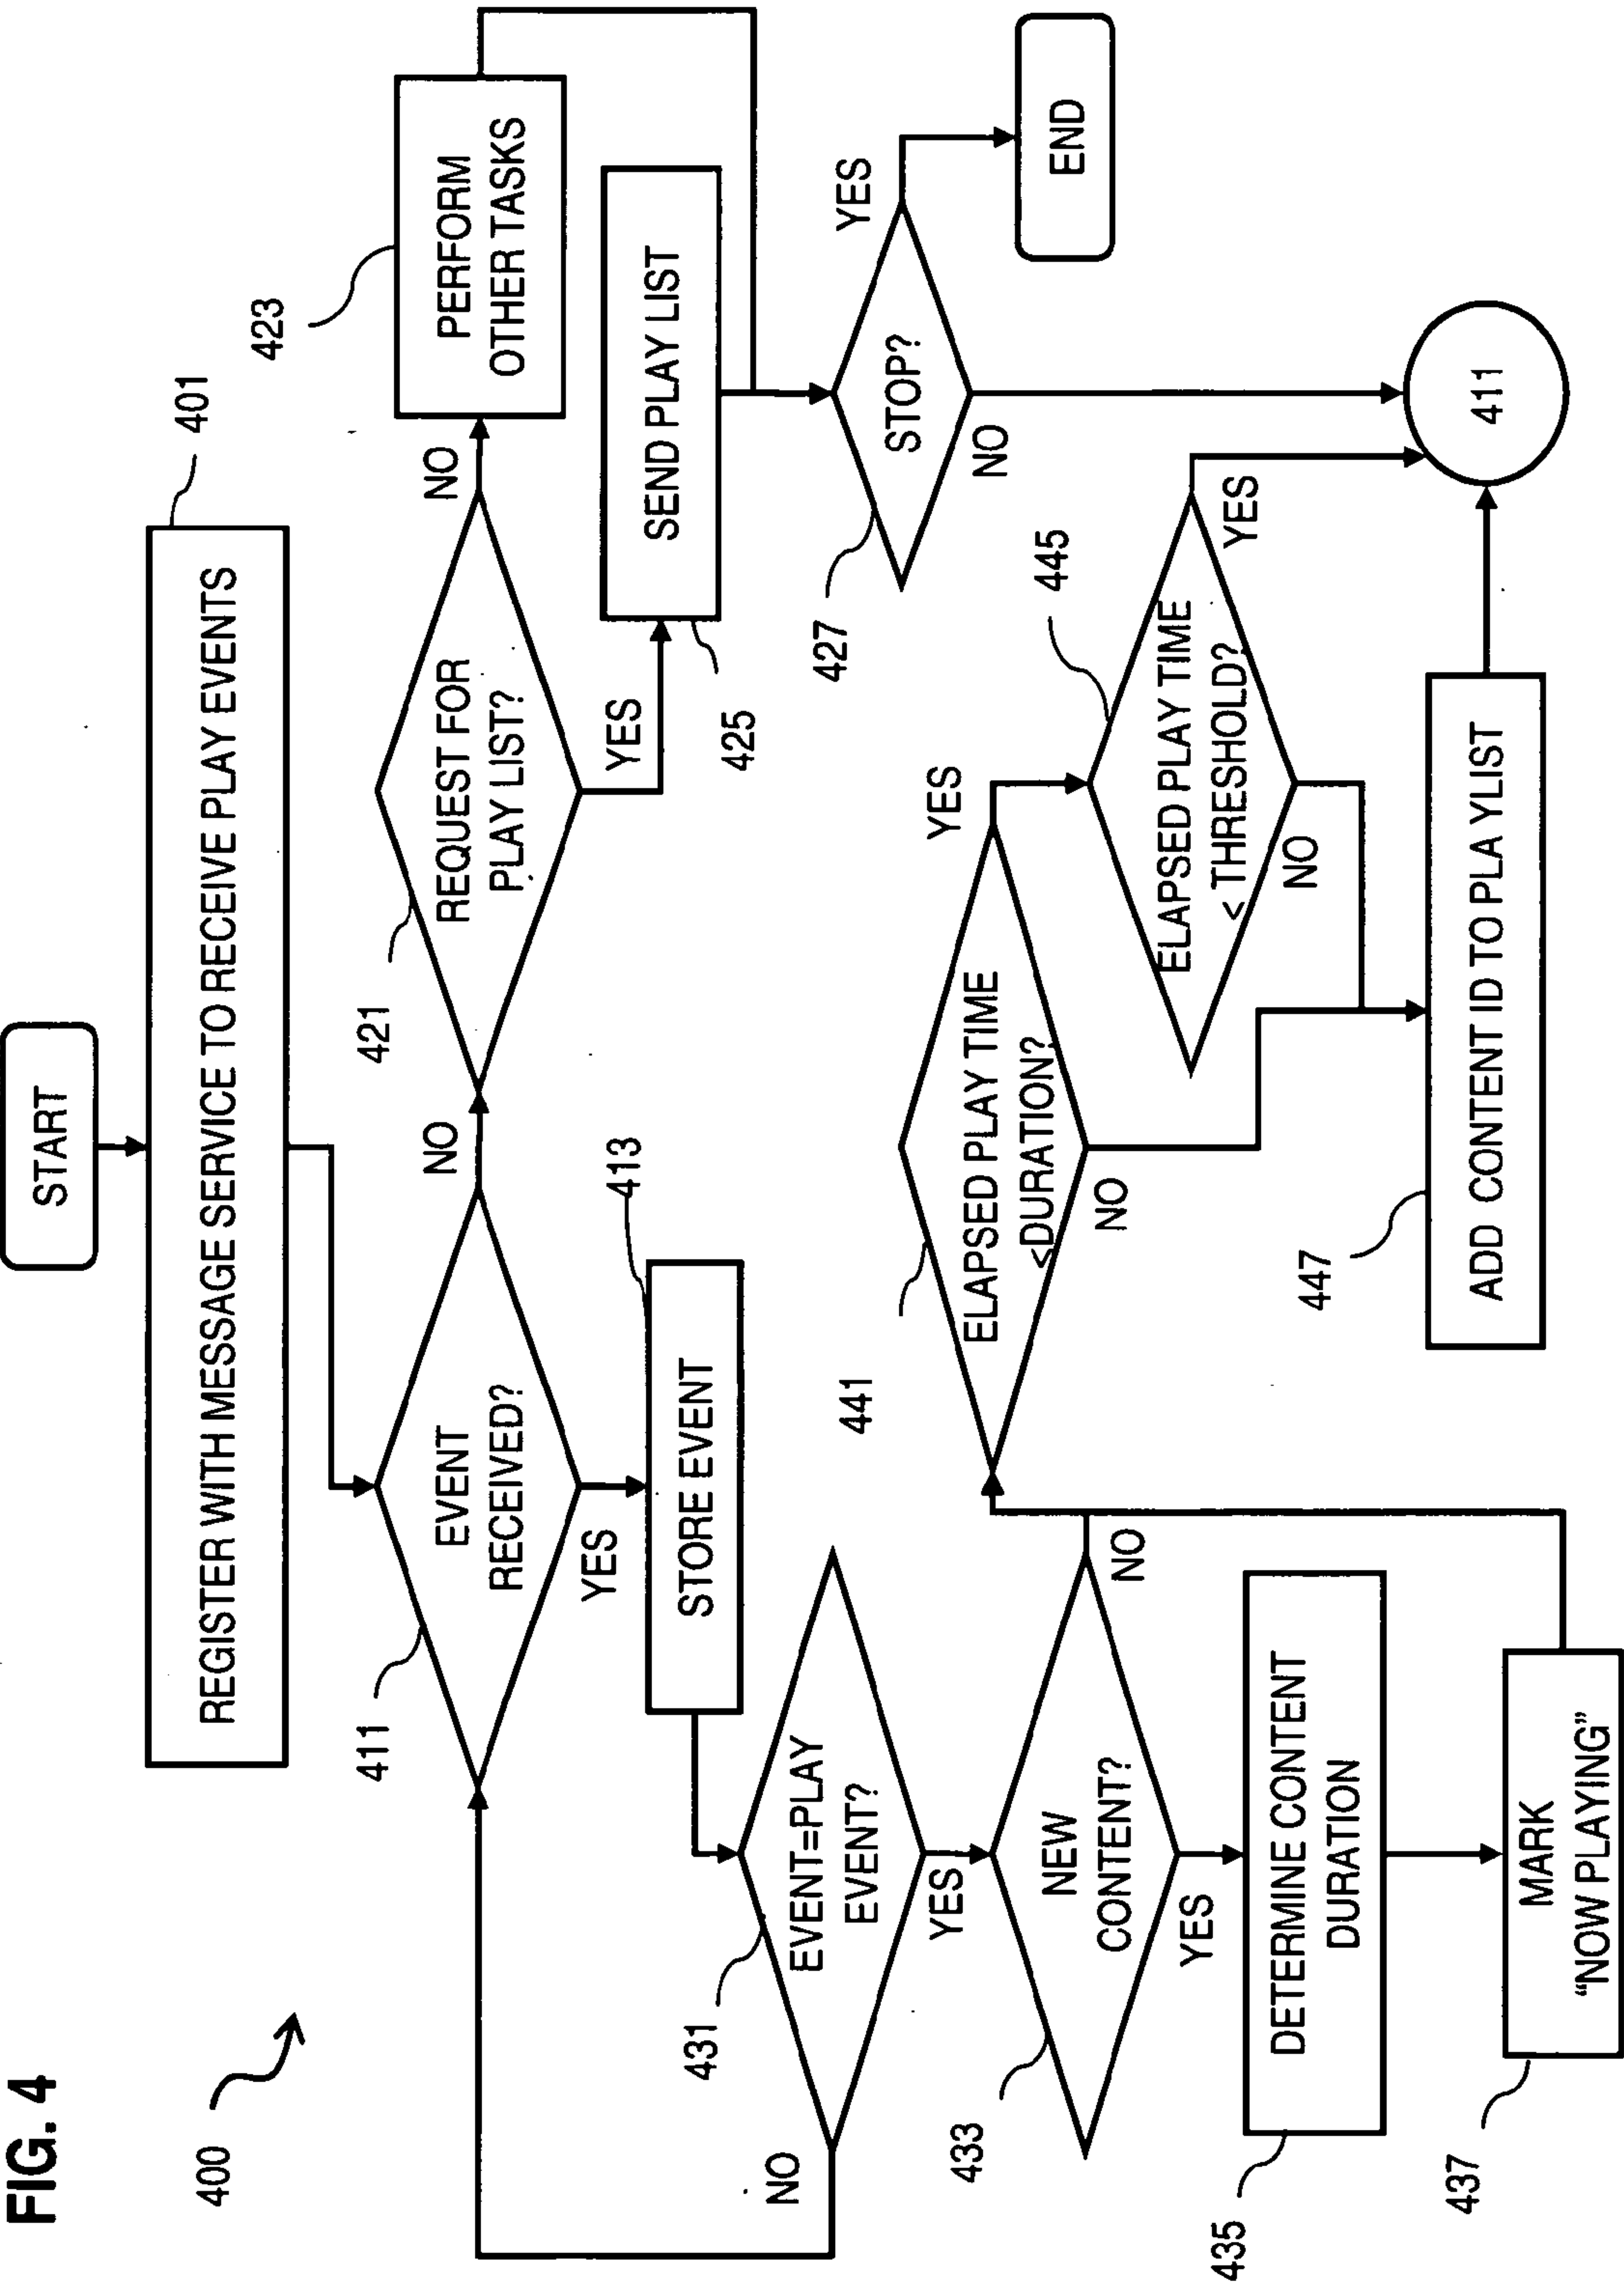 FIG. 4
400
START
401
REGISTER WITH MESSAGE SERVICE TO RECEIVE PLAY EVENTS
411
EVENT
RECEIVED?
NO
YES
421
REQUEST FOR
PLAY LIST?
NO
YES
423
PERFORM
OTHER TASKS
413
STORE EVENT
425
SEND PLAY LIST
431
EVENT=PLAY
EVENT?
NO
YES
427
STOP?
YES
NO
END
433
NEW
CONTENT?
NO
YES
441
ELAPSED PLAY TIME
<DURATION?
YES
NO
445
ELAPSED PLAY TIME
< THRESHOLD?
YES
NO
435
DETERMINE CONTENT
DURATION
437
MARK
“NOW PLAYING”
447
ADD CONTENT ID TO PLAYLIST
411